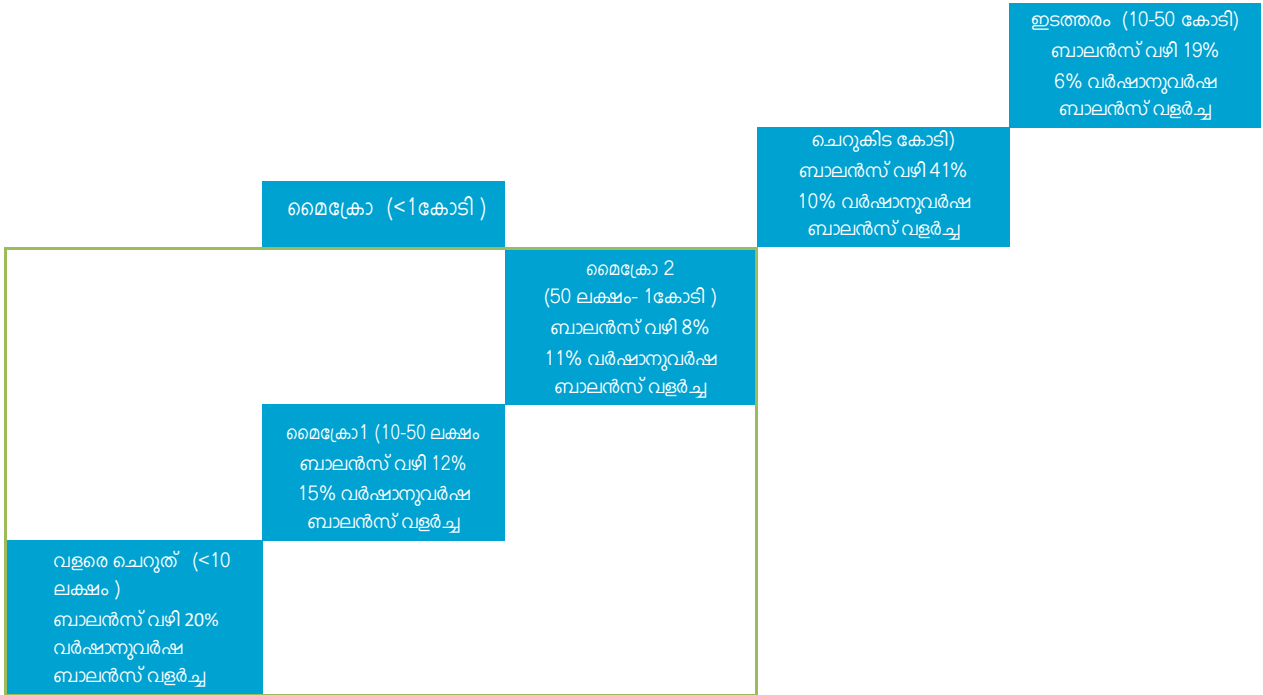 ഇടത്തരം (10-50 കോടി)
ബാലൻസ് വഴി 19%
6% വർഷാനുവർഷ
ബാലൻസ് വളർച്ച
ചെറുകിട കോടി)
ബാലൻസ് വഴി 41%
10% വർഷാനുവർഷ
ബാലൻസ് വളർച്ച
മൈക്രോ (<1കോടി )
മൈക്രോ 2
(50 ലക്ഷം- 1കോടി )
ബാലൻസ് വഴി 8%
11% വർഷാനുവർഷ
ബാലൻസ് വളർച്ച
മൈക്രോ1 (10-50 ലക്ഷം
ബാലൻസ് വഴി 12%
15% വർഷാനുവർഷ
ബാലൻസ് വളർച്ച
വളരെ ചെറുത് (<10
ലക്ഷം )
ബാലൻസ് വഴി 20%
വർഷാനുവർഷ
ബാലൻസ് വളർച്ച